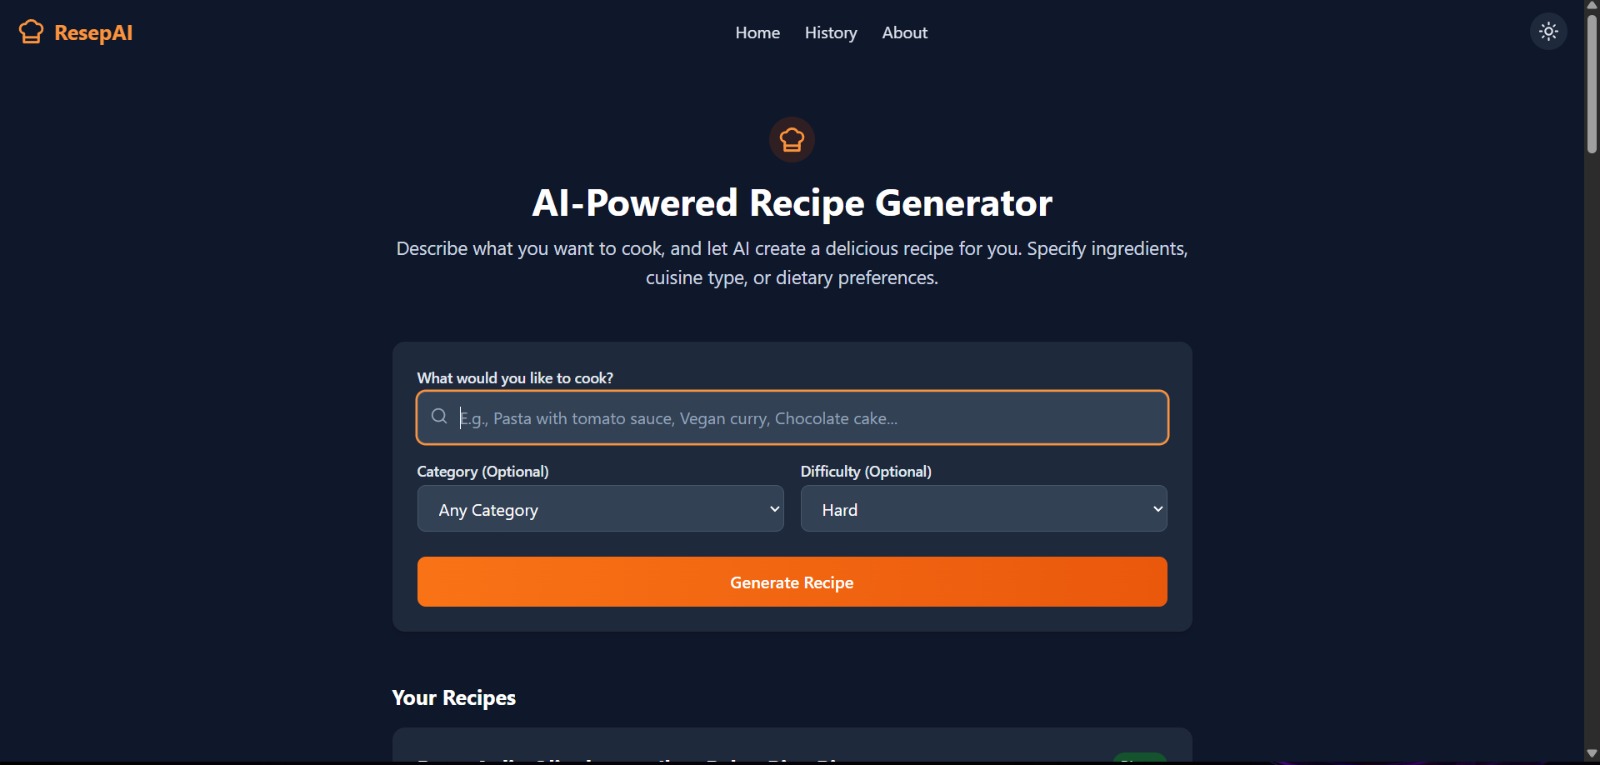 ResepAI
Home History About
AI-Powered Recipe Generator
Describe what you want to cook, and let AI create a delicious recipe for you. Specify ingredients,
cuisine type, or dietary preferences.
What would you like to cook?
E.g., Pasta with tomato sauce, Vegan curry, Chocolate cake...
Category (Optional) Difficulty (Optional)
Any Category Hard
Generate Recipe
Your Recipes